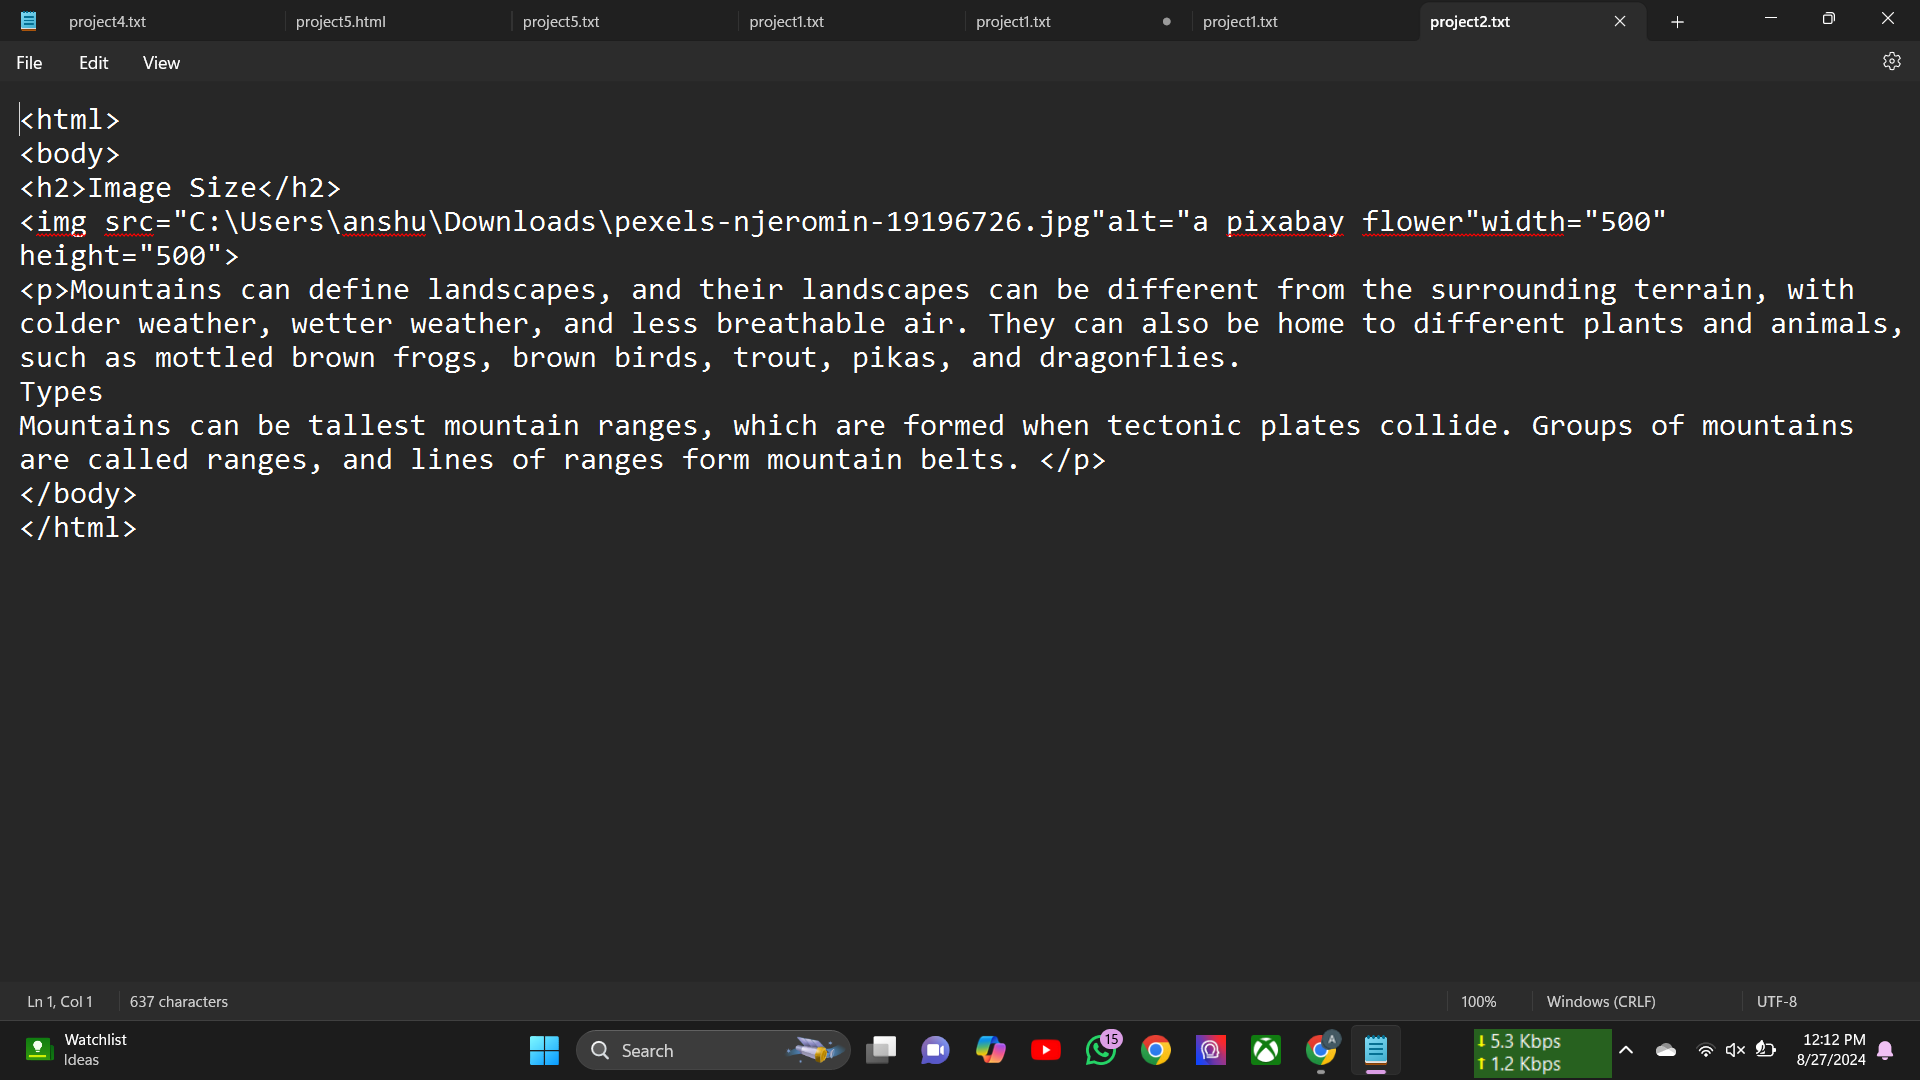 project4.txt project5.html project5.txt project1.txt project1.txt project1.txt project2.txt
File Edit View
<html>
<body>
<h2>Image Size</h2>
<img src="C:\Users\anshu\Downloads\pexels-njeromin-19196726.jpg"alt="a pixabay flower"width="500"
height="500">
<p>Mountains can define landscapes, and their landscapes can be different from the surrounding terrain, with
colder weather, wetter weather, and less breathable air. They can also be home to different plants and animals,
such as mottled brown frogs, brown birds, trout, pikas, and dragonflies.
Types
Mountains can be tallest mountain ranges, which are formed when tectonic plates collide. Groups of mountains
are called ranges, and lines of ranges form mountain belts. </p>
</body>
</html>
Ln 1, Col 1 637 characters 100% Windows (CRLF) UTF-8
Watchlist
Ideas
Search
15
A
5.3 Kbps
1.2 Kbps
12:12 PM
8/27/2024